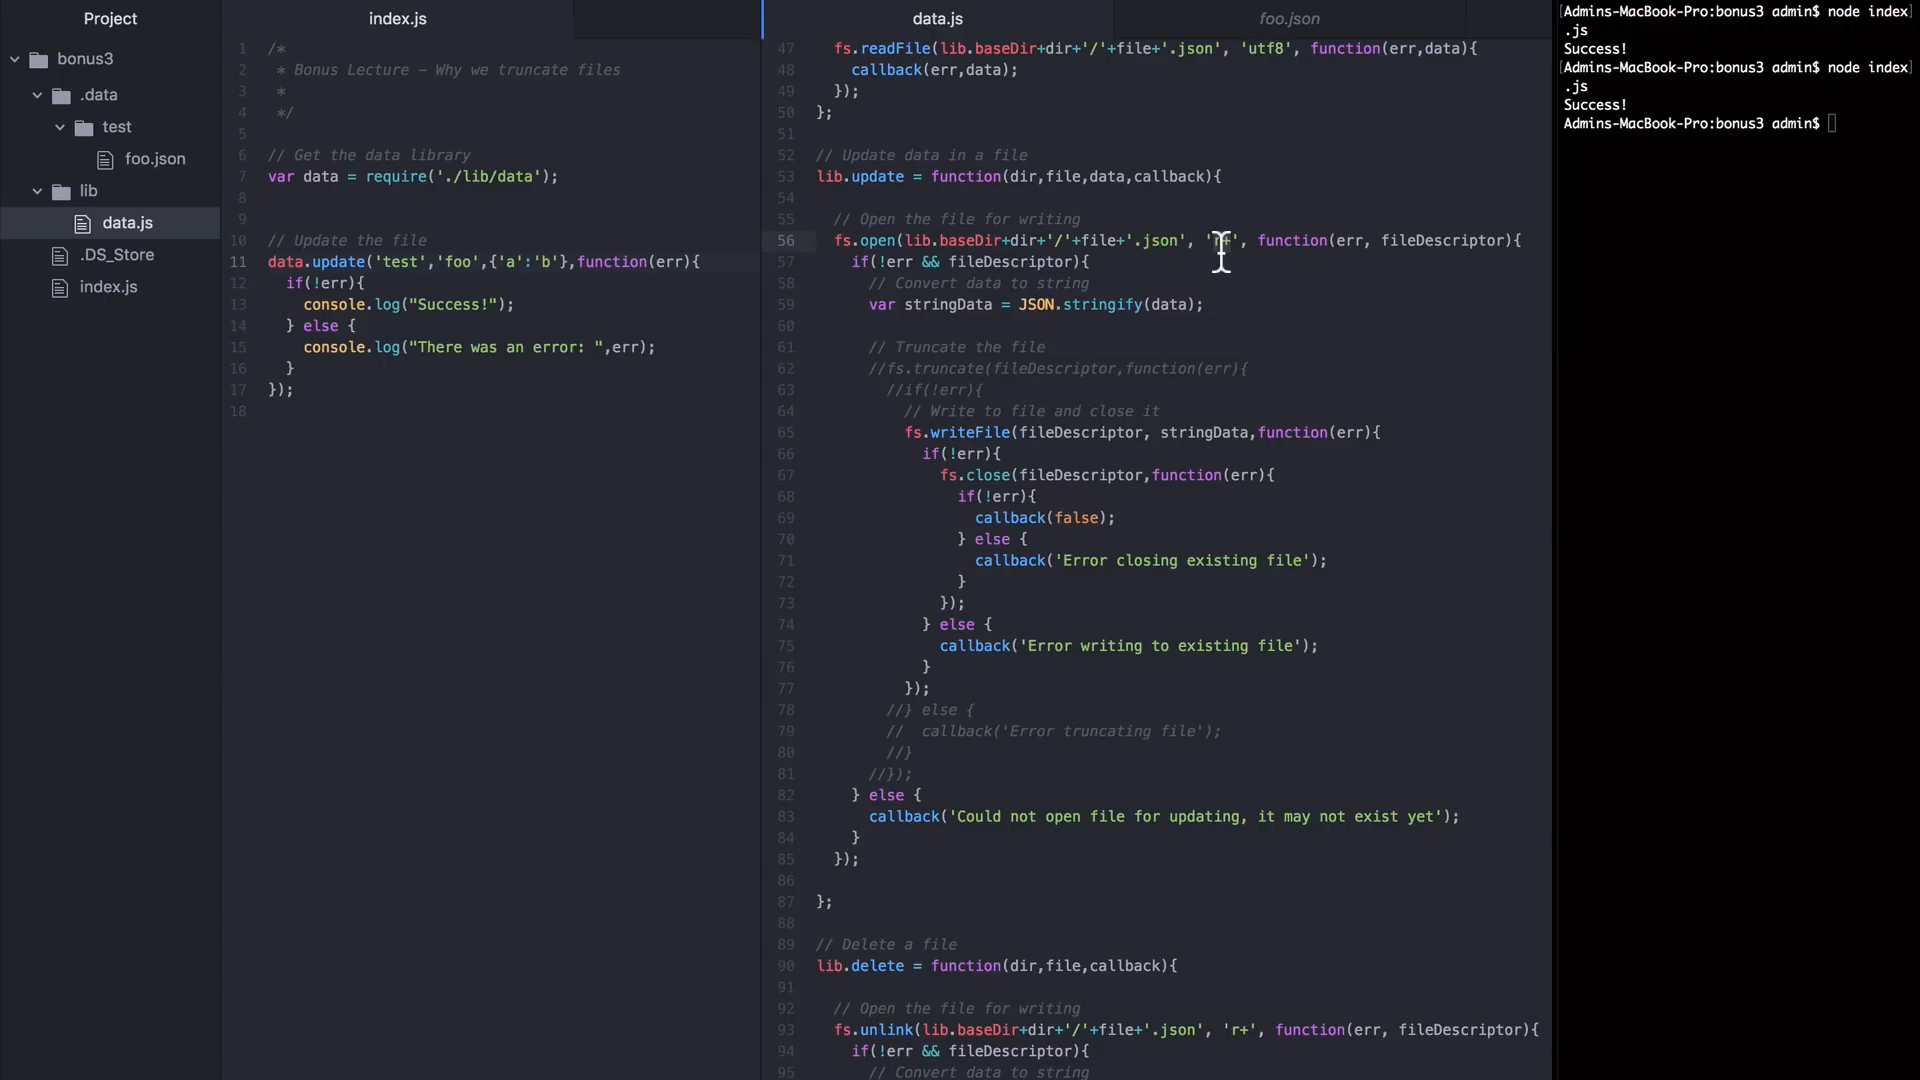 Project
bonus3
.data
test
foo.json
lib
data.js
.DS_Store
index.js
index.js
1 /*
2  * Bonus Lecture – Why we truncate files
3  *
4  */
5
6 // Get the data library
7 var data = require('./lib/data');
8
9
10 // Update the file
11 data.update('test','foo',{'a':'b'},function(err){
12   if(!err){
13     console.log("Success!");
14   } else {
15     console.log("There was an error: ",err);
16   }
17 });
18
data.js
foo.json
47   fs.readFile(lib.baseDir+dir+'/'+file+'.json', 'utf8', function(err,data){
48     callback(err,data);
49   });
50 };
51
52 // Update data in a file
53 lib.update = function(dir,file,data,callback){
54
55   // Open the file for writing
56   fs.open(lib.baseDir+dir+'/'+file+'.json', 'r+', function(err, fileDescriptor){
57     if(!err && fileDescriptor){
58       // Convert data to string
59       var stringData = JSON.stringify(data);
60
61       // Truncate the file
62       //fs.truncate(fileDescriptor,function(err){
63         //if(!err){
64           // Write to file and close it
65           fs.writeFile(fileDescriptor, stringData,function(err){
66             if(!err){
67               fs.close(fileDescriptor,function(err){
68                 if(!err){
69                   callback(false);
70                 } else {
71                   callback('Error closing existing file');
72                 }
73               });
74             } else {
75               callback('Error writing to existing file');
76             }
77           });
78         //} else {
79         //  callback('Error truncating file');
80         //}
81       //});
82     } else {
83       callback('Could not open file for updating, it may not exist yet');
84     }
85   });
86
87 };
88
89 // Delete a file
90 lib.delete = function(dir,file,callback){
91
92   // Open the file for writing
93   fs.unlink(lib.baseDir+dir+'/'+file+'.json', 'r+', function(err, fileDescriptor){
94     if(!err && fileDescriptor){
95       // Convert data to string
[Admins-MacBook-Pro:bonus3 admin$ node index]
.js
Success!
[Admins-MacBook-Pro:bonus3 admin$ node index]
.js
Success!
Admins-MacBook-Pro:bonus3 admin$